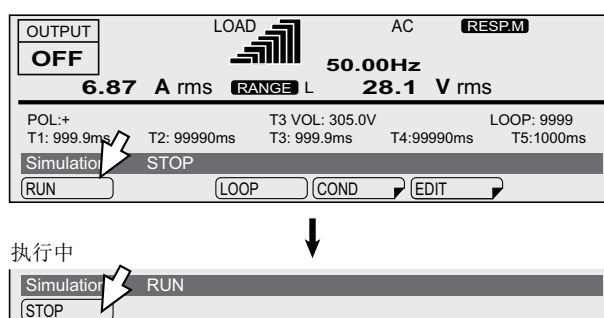 OUTPUT LOAD AC RESP.M
OFF 50.00Hz
6.87 A rms RANGE L 28.1 V rms
POL:+ T3 VOL: 305.0V LOOP: 9999
T1: 999.9ms T2: 99990ms T3: 999.9ms T4:99990ms T5:1000ms
Simulation STOP
RUN LOOP COND EDIT
执行中
Simulation RUN
STOP